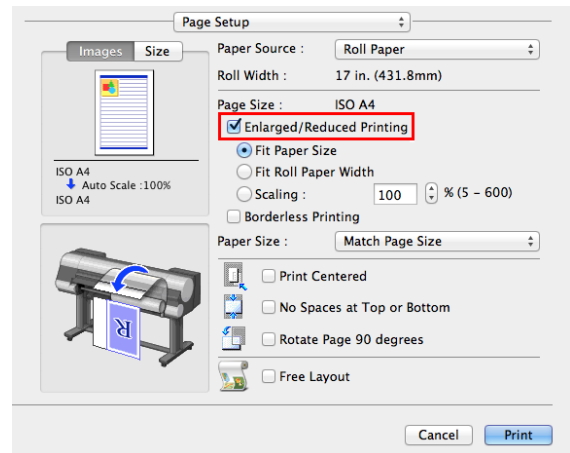 Page Setup
Images Size
Paper Source : Roll Paper
Roll Width : 17 in. (431.8mm)
Page Size : ISO A4
Enlarged/Reduced Printing
Fit Paper Size
Fit Roll Paper Width
Scaling : 100 % (5 - 600)
Borderless Printing
Paper Size : Match Page Size
ISO A4
Auto Scale :100%
ISO A4
R
Print Centered
No Spaces at Top or Bottom
Rotate Page 90 degrees
Free Layout
Cancel Print